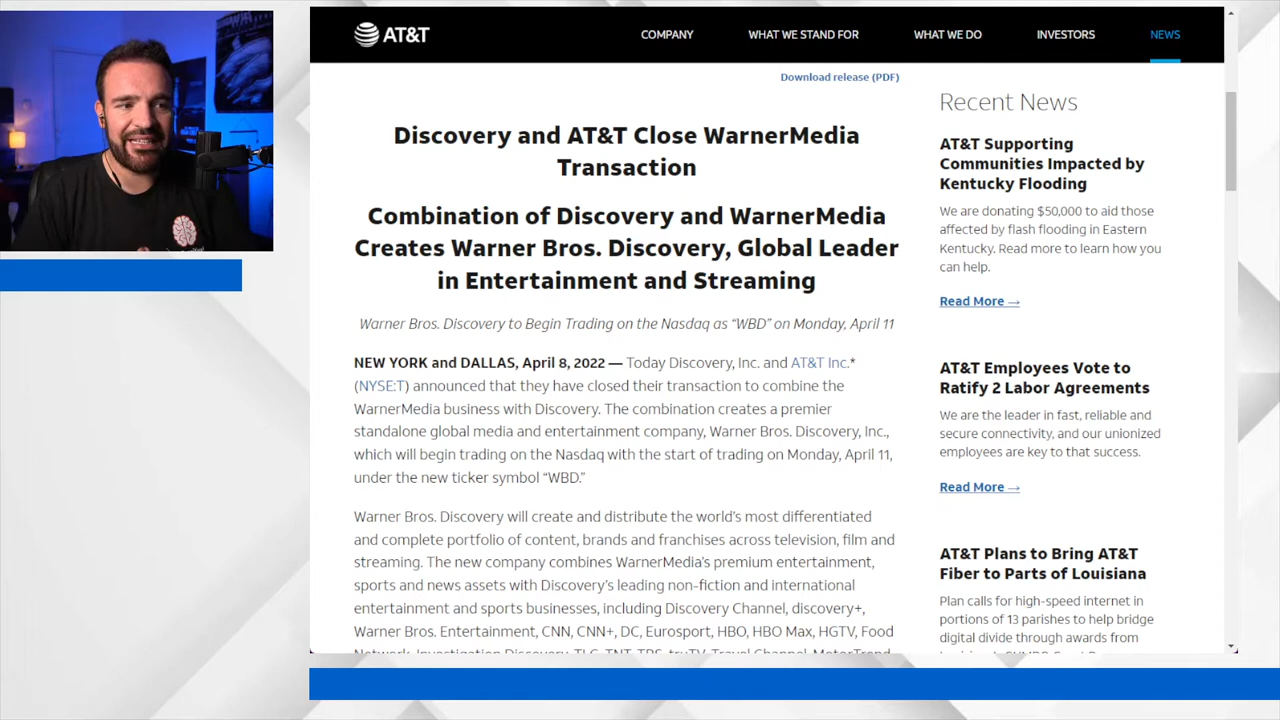 AT&T
COMPANY
WHAT WE STAND FOR
WHAT WE DO
INVESTORS
NEWS
Download release (PDF)
Discovery and AT&T Close WarnerMedia
Transaction
Combination of Discovery and WarnerMedia
Creates Warner Bros. Discovery, Global Leader
in Entertainment and Streaming
Warner Bros. Discovery to Begin Trading on the Nasdaq as “WBD” on Monday, April 11
NEW YORK and DALLAS, April 8, 2022 — Today Discovery, Inc. and AT&T Inc.*
(NYSE:T) announced that they have closed their transaction to combine the
WarnerMedia business with Discovery. The combination creates a premier
standalone global media and entertainment company, Warner Bros. Discovery, Inc.,
which will begin trading on the Nasdaq with the start of trading on Monday, April 11,
under the new ticker symbol “WBD.”
Warner Bros. Discovery will create and distribute the world’s most differentiated
and complete portfolio of content, brands and franchises across television, film and
streaming. The new company combines WarnerMedia’s premium entertainment,
sports and news assets with Discovery’s leading non-fiction and international
entertainment and sports businesses, including Discovery Channel, discovery+,
Warner Bros. Entertainment, CNN, CNN+, DC, Eurosport, HBO, HBO Max, HGTV, Food
Network, Investigation Discovery, TLC, TNT, TBS, truTV, Travel Channel, MotorTrend
Recent News
AT&T Supporting
Communities Impacted by
Kentucky Flooding
We are donating $50,000 to aid those
affected by flash flooding in Eastern
Kentucky. Read more to learn how you
can help.
Read More →
AT&T Employees Vote to
Ratify 2 Labor Agreements
We are the leader in fast, reliable and
secure connectivity, and our unionized
employees are key to that success.
Read More →
AT&T Plans to Bring AT&T
Fiber to Parts of Louisiana
Plan calls for high-speed internet in
portions of 13 parishes to help bridge
digital divide through awards from